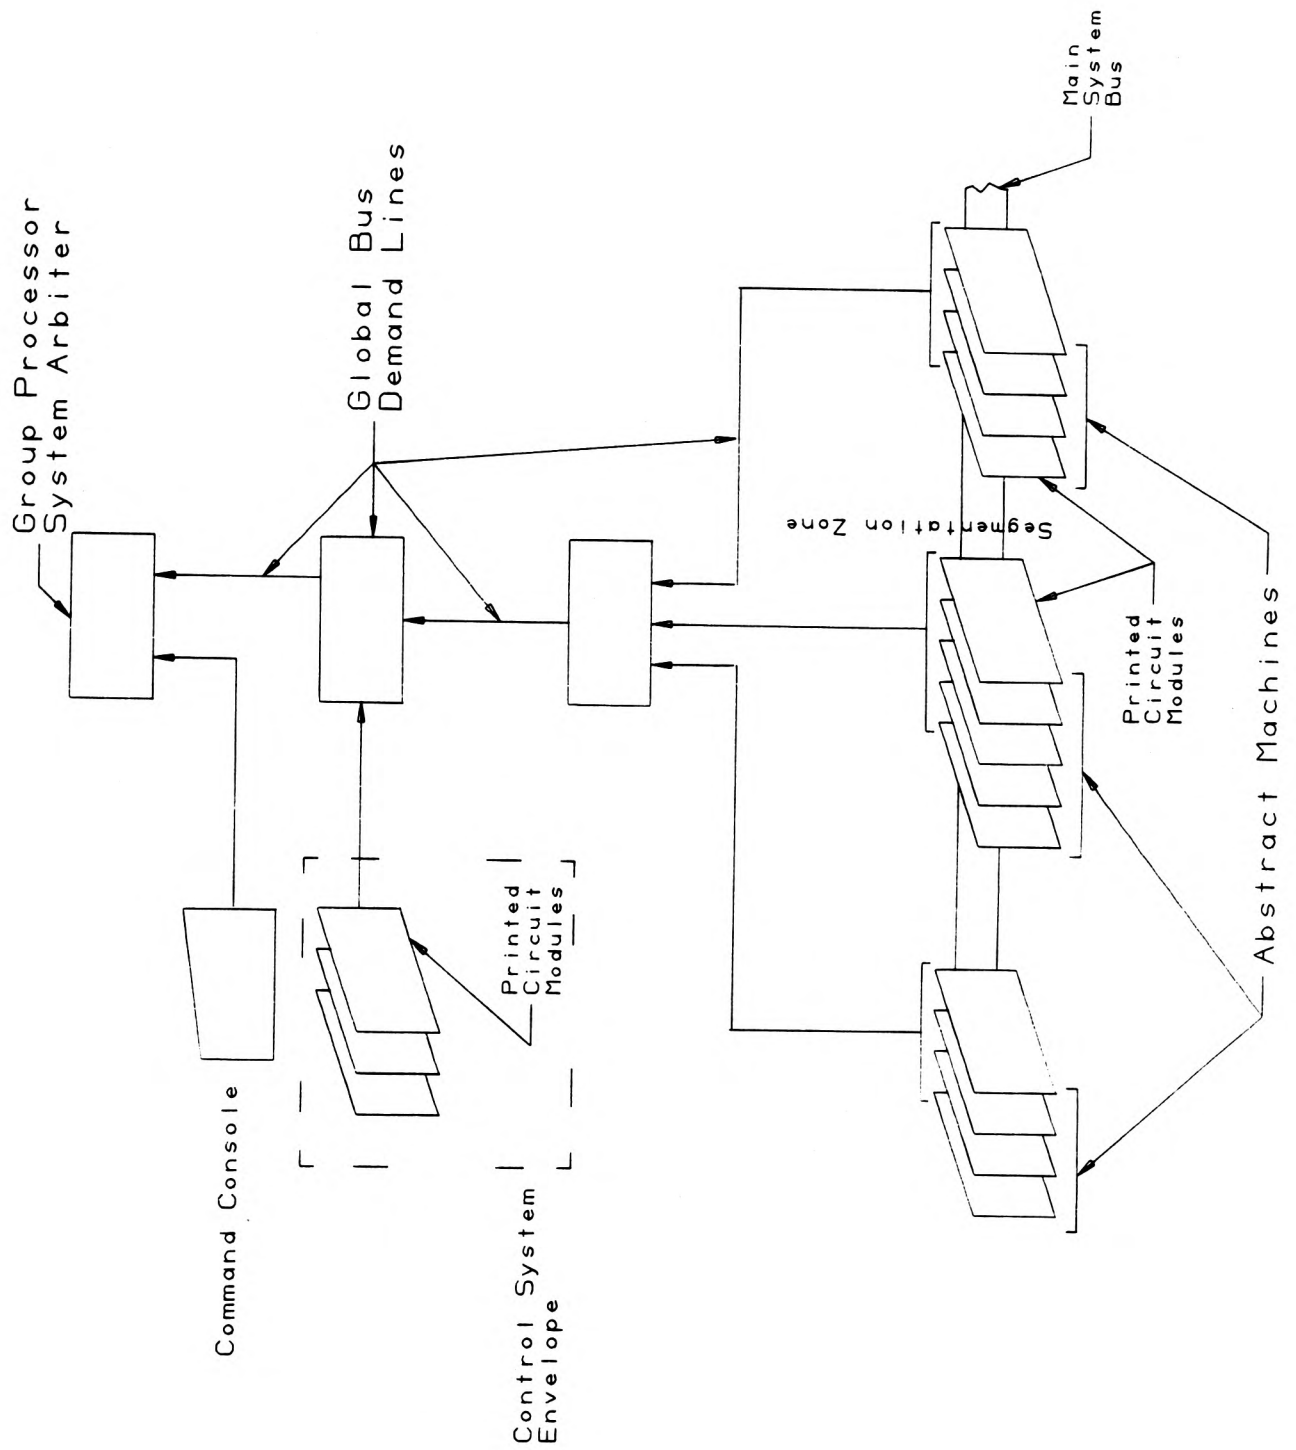 Group Processor
System Arbiter
Global Bus
Demand Lines
Main
System
Bus
Segmentation Zone
Printed
Circuit
Modules
Abstract Machines
Printed
Circuit
Modules
Command Console
Control System
Envelope